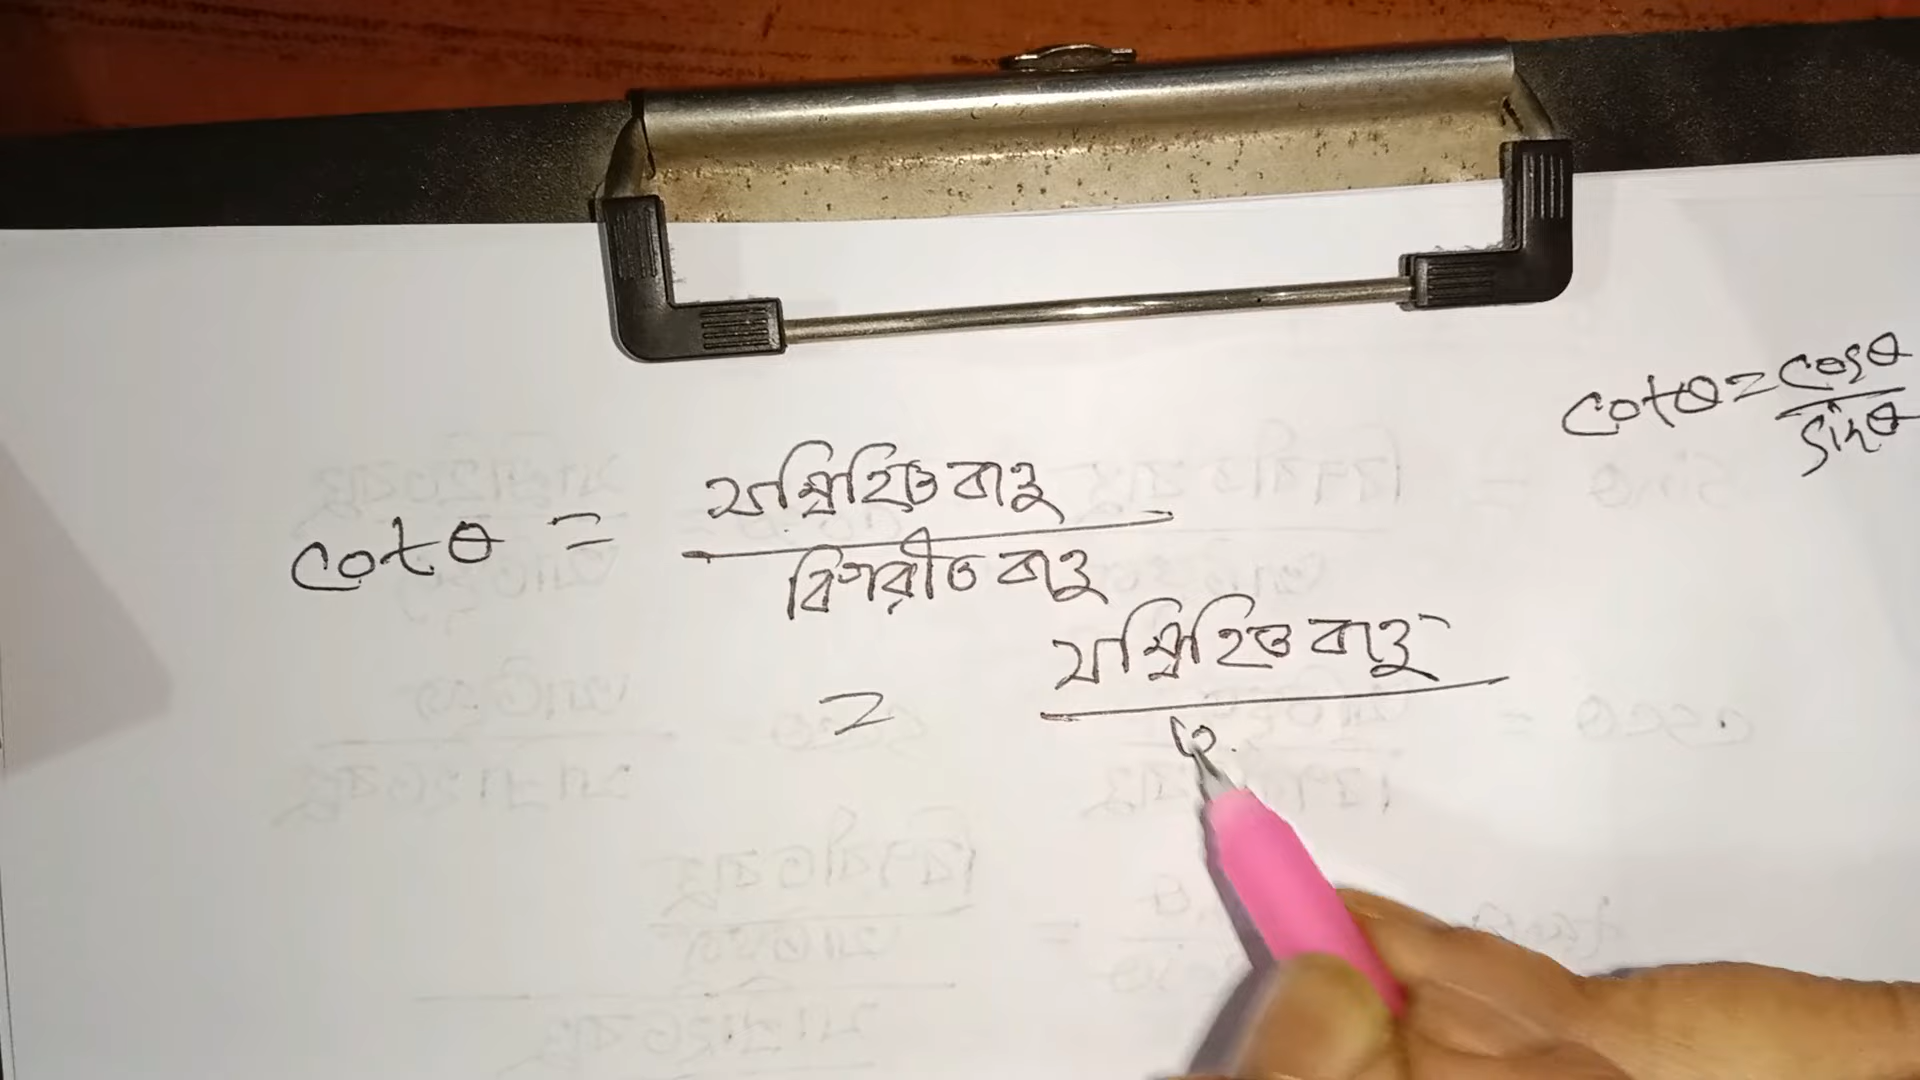 cotθ = cosθ / sinθ
cotθ = সন্নিহিত বাহু / বিপরীত বাহু
= সন্নিহিত বাহু /